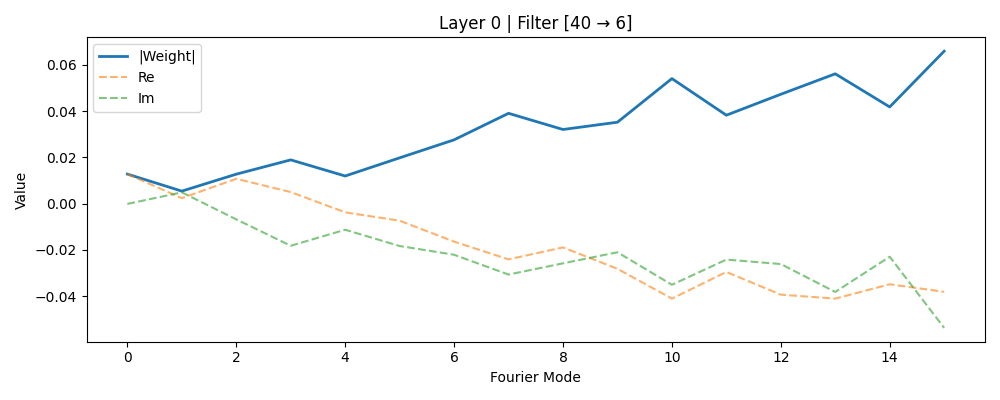 Layer 0 | Filter [40 → 6]
|Weight|
Re
Im
0.06
0.04
0.02
0.00
−0.02
−0.04
Value
0 2 4 6 8 10 12 14
Fourier Mode